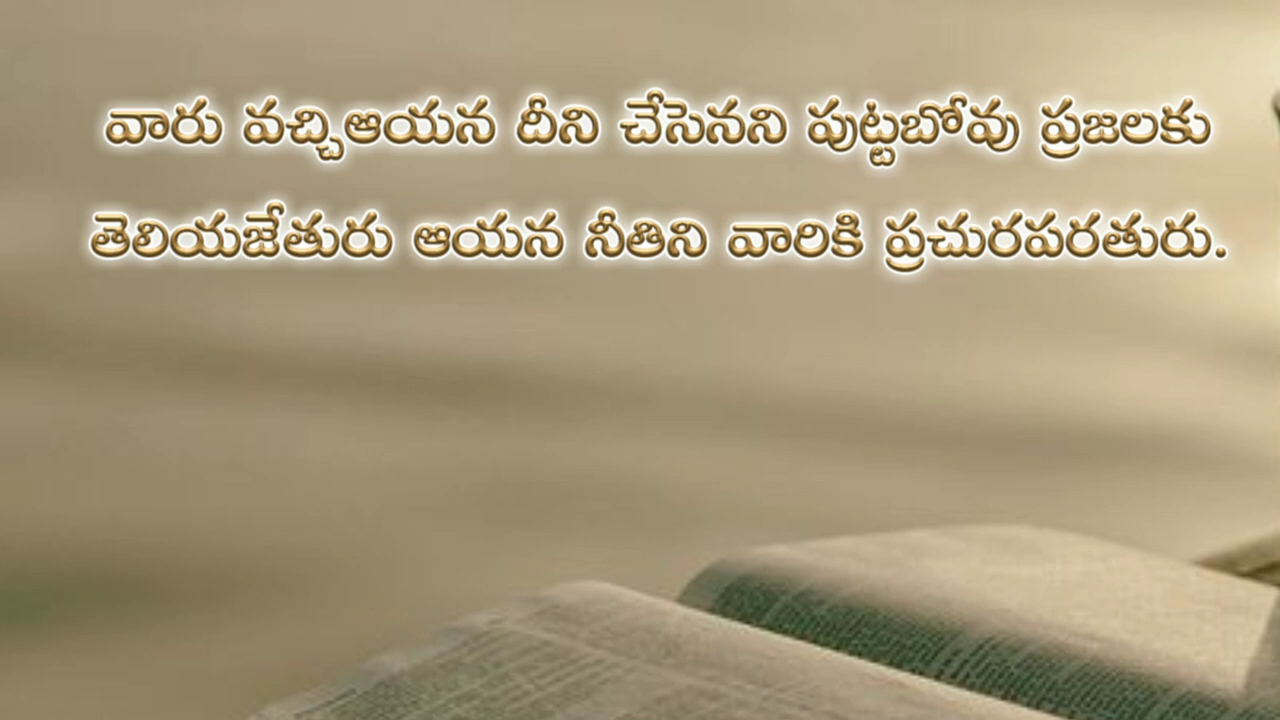 వారు వచ్చిఆయన దీని చేసెనని పుట్టబోవు ప్రజలకు
తెలియజేతురు ఆయన నీతిని వారికి ప్రచురపరతురు.